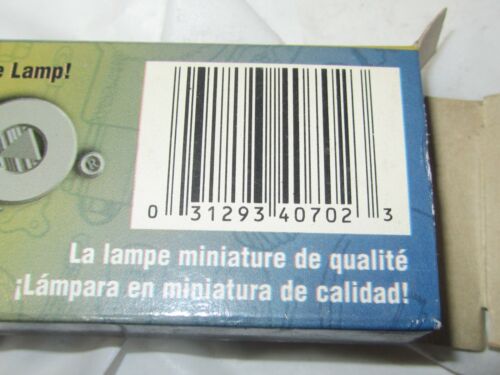 e Lamp!
0 31293 40702 3
La lampe miniature de qualité
¡Lámpara en miniatura de calidad!